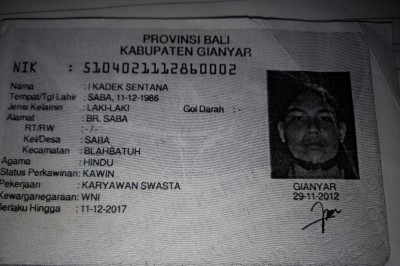 PROVINSI BALI
KABUPATEN GIANYAR
NIK : 5104021112860002
Nama : I KADEK SENTANA
Tempat/Tgl Lahir : SABA, 11-12-1986
Jenis Kelamin : LAKI-LAKI Gol Darah : -
Alamat : BR. SABA
RT/RW : -/-
Kel/Desa : SABA
Kecamatan : BLAHBATUH
Agama : HINDU
Status Perkawinan: KAWIN
Pekerjaan : KARYAWAN SWASTA
Kewarganegaraan: WNI
Berlaku Hingga : 11-12-2017
GIANYAR
29-11-2012